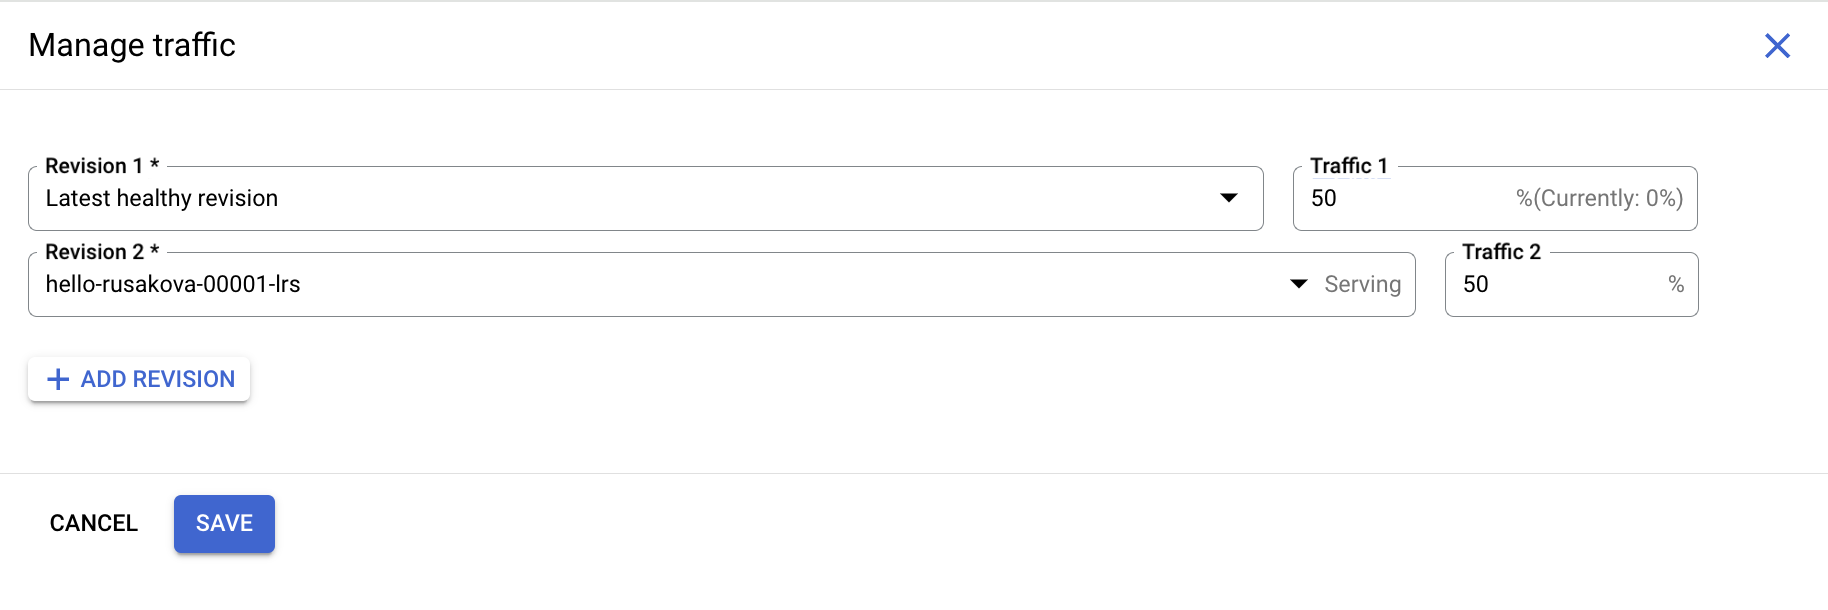 Manage traffic
Revision 1 *
Traffic 1
Latest healthy revision
50 %(Currently: 0%)
Revision 2 *
Traffic 2
hello-rusakova-00001-lrs Serving
50 %
ADD REVISION
CANCEL SAVE